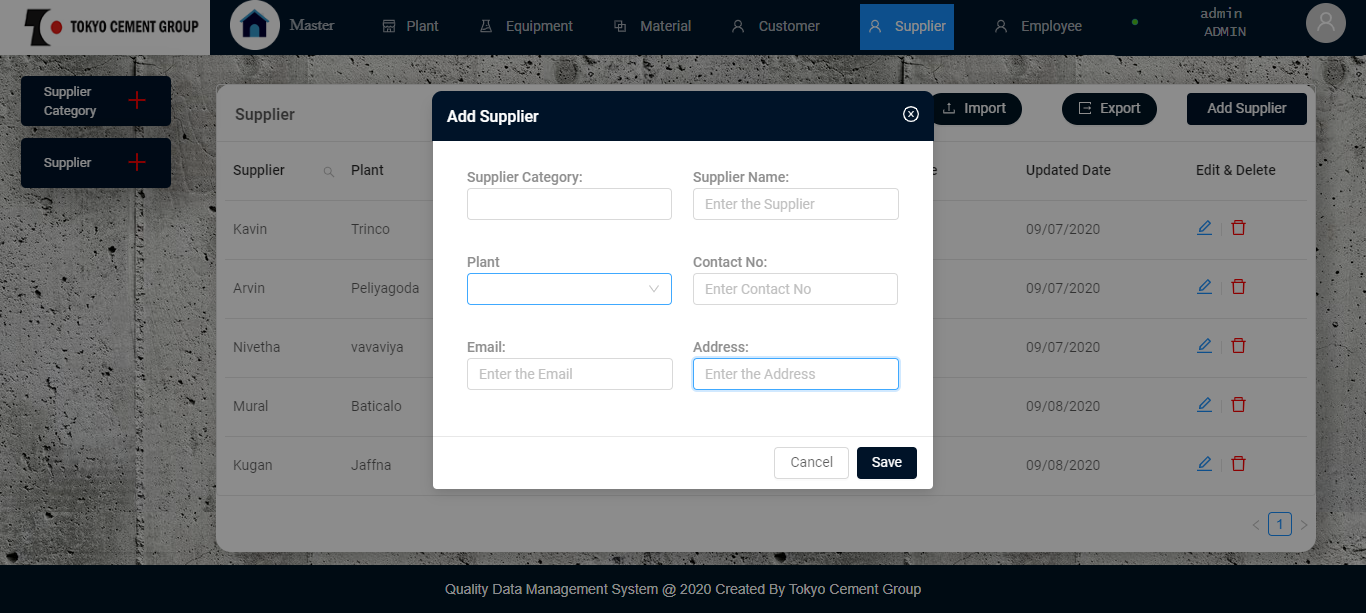 TOKYO CEMENT GROUP
Master
Plant
Equipment
Material
Customer
Supplier
Employee
admin
ADMIN
Supplier
Category
Supplier
Supplier
Import
Export
Add Supplier
Supplier
Plant
e
Updated Date
Edit & Delete
Kavin
Trinco
09/07/2020
Arvin
Peliyagoda
09/07/2020
Nivetha
vavaviya
09/07/2020
Mural
Baticalo
09/08/2020
Kugan
Jaffna
09/08/2020
1
Add Supplier
Supplier Category:
Supplier Name:
Enter the Supplier
Plant
Contact No:
Enter Contact No
Email:
Address:
Enter the Email
Enter the Address
Cancel
Save
Quality Data Management System @ 2020 Created By Tokyo Cement Group